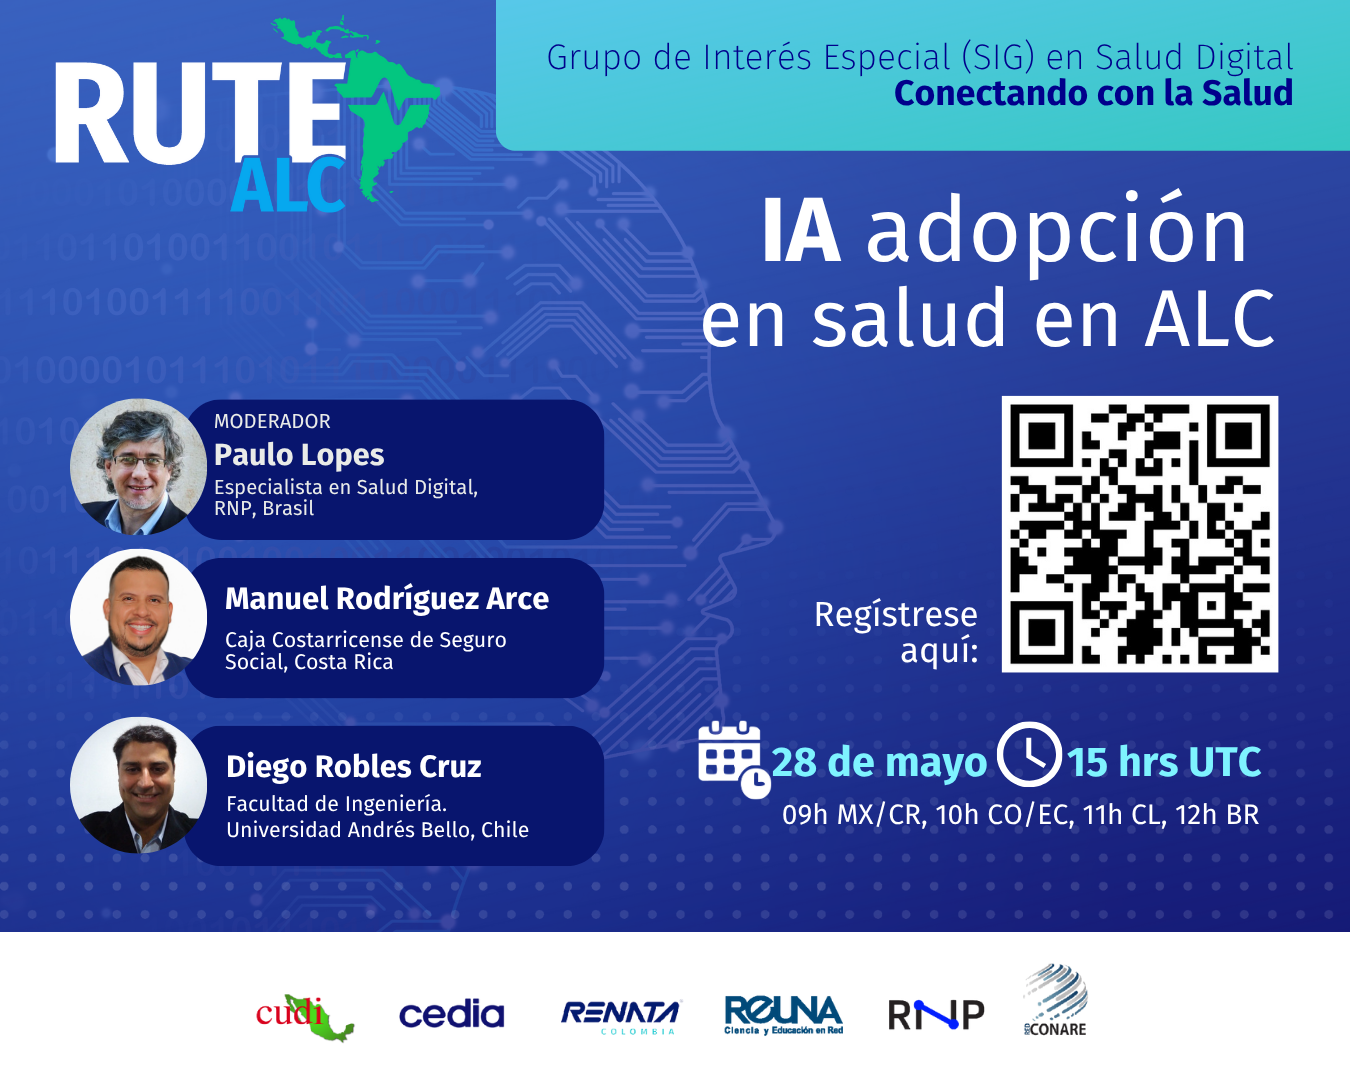 RUTE
ALC
Grupo de Interés Especial (SIG) en Salud Digital
Conectando con la Salud
IA adopción
en salud en ALC
MODERADOR
Paulo Lopes
Especialista en Salud Digital,
RNP, Brasil
Manuel Rodríguez Arce
Caja Costarricense de Seguro
Social, Costa Rica
Diego Robles Cruz
Facultad de Ingeniería.
Universidad Andrés Bello, Chile
Regístrese
aquí:
28 de mayo 15 hrs UTC
09h MX/CR, 10h CO/EC, 11h CL, 12h BR
cudi
cedia
RENATA
COLOMBIA
REUNA
Ciencia y Educación en Red
RNP
RED CONARE